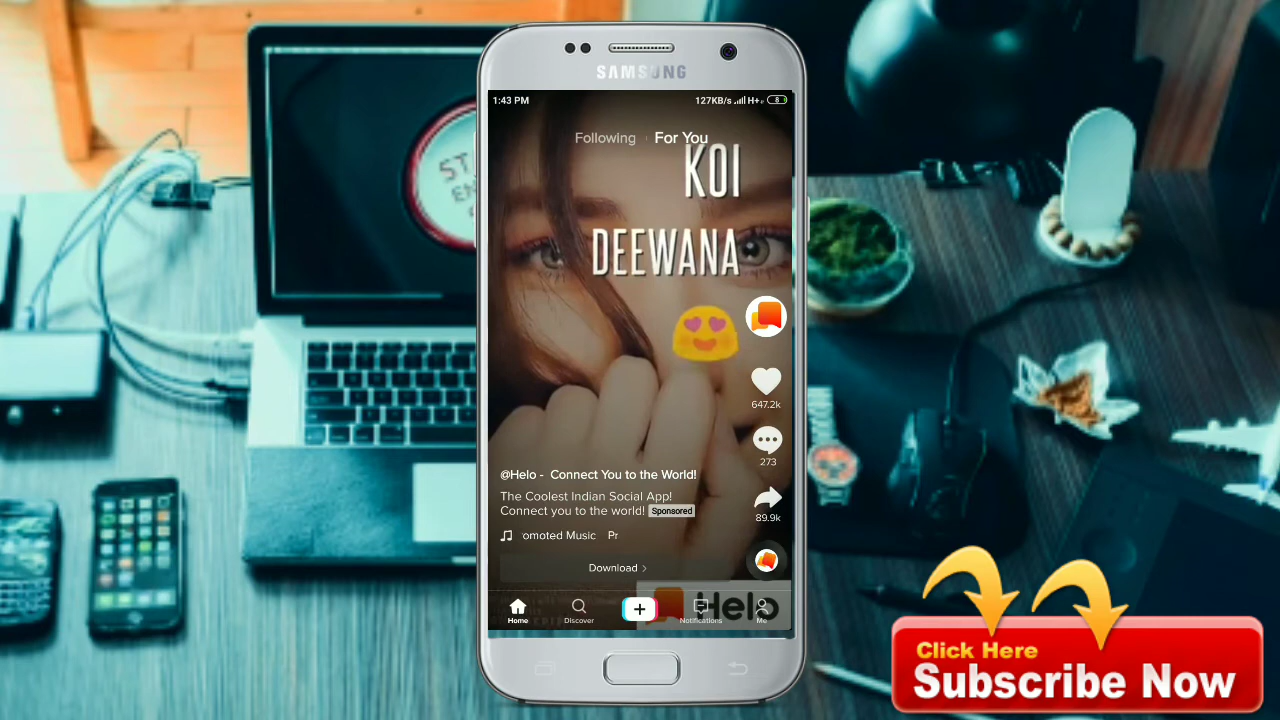 SAMSUNG
1:43 PM
127KB/s H+ 8
Following
For You
KOI
DEEWANA
647.2k
273
@Helo - Connect You to the World!
The Coolest Indian Social App!
Connect you to the world! Sponsored
89.9k
omoted Music Pr
Download >
Helo
Home
Discover
Notifications
Me
Click Here
Subscribe Now